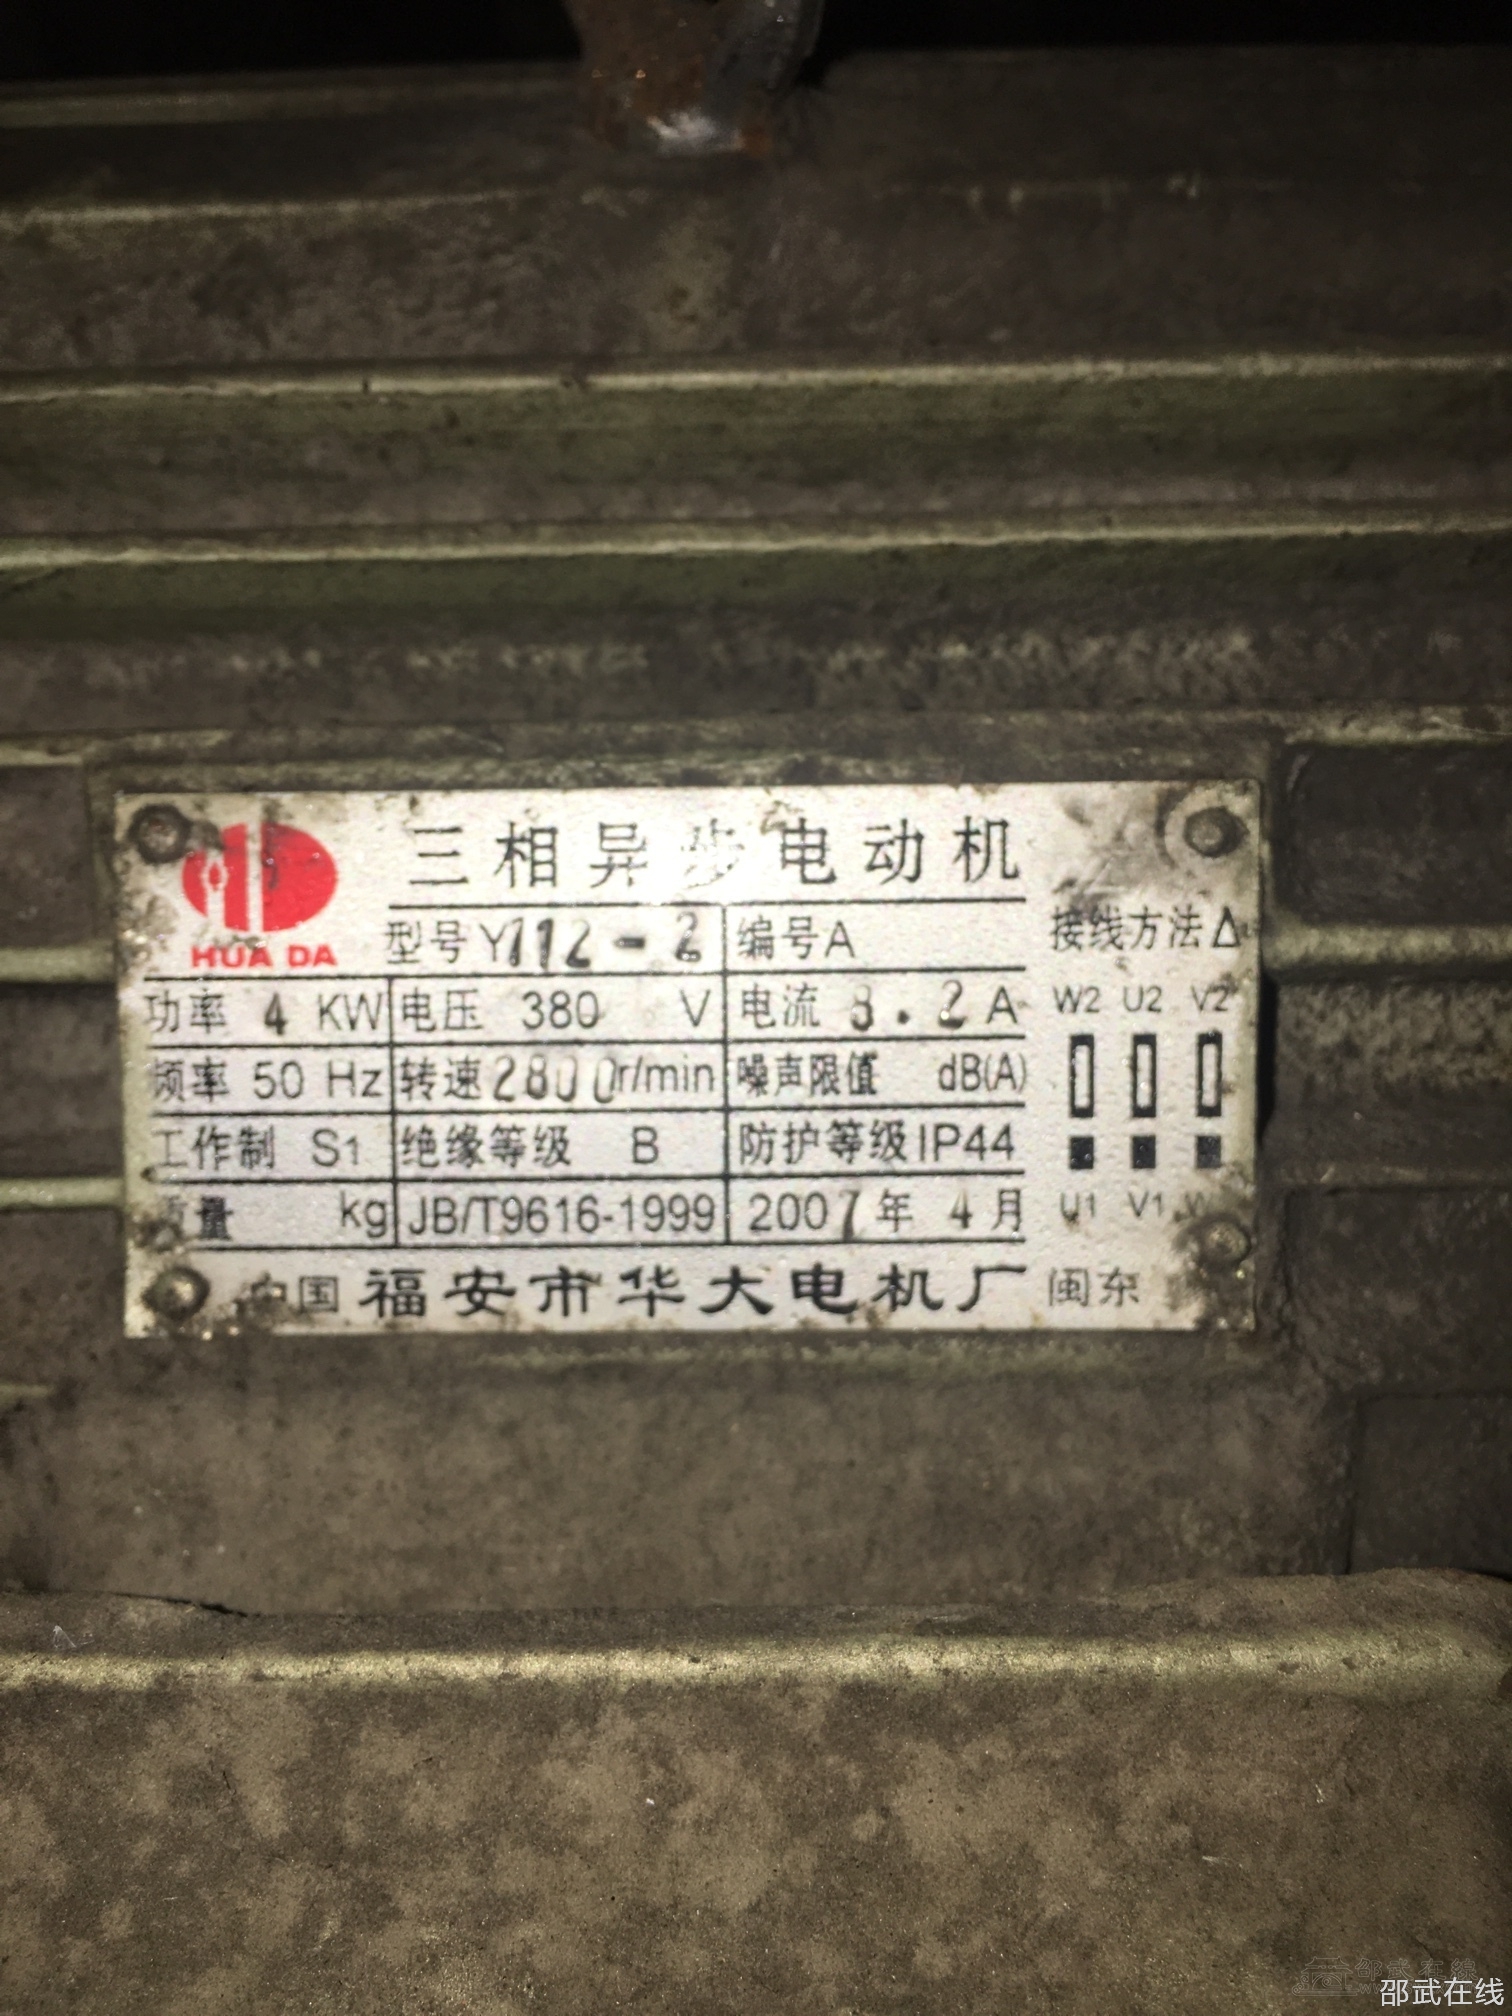 三相异步电动机
HUA DA
型号Y112-2 编号A 接线方法△
功率 4 KW 电压 380 V 电流 8.2 A W2 U2 V2
频率 50 Hz 转速2800r/min 噪声限值 dB(A)
工作制 S1 绝缘等级 B 防护等级IP44
质量 kg JB/T9616-1999 2007年 4月 U1 V1 W
中国 福安市华大电机厂 闽东
邵武在线